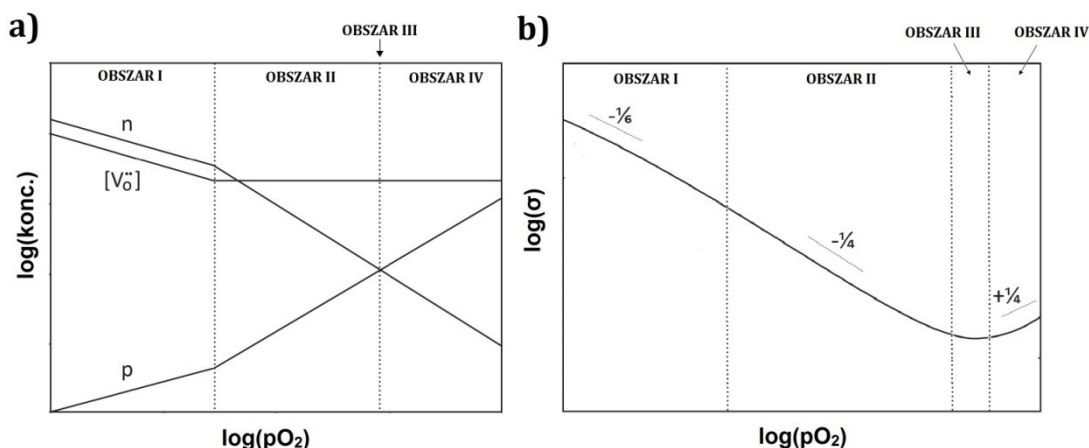 a)
OBSZAR III
OBSZAR I
OBSZAR II
OBSZAR IV
n
[V_O^{••}]
p
log(konc.)
log(pO₂)
b)
OBSZAR III
OBSZAR IV
OBSZAR I
OBSZAR II
-⅙
-¼
+¼
log(σ)
log(pO₂)